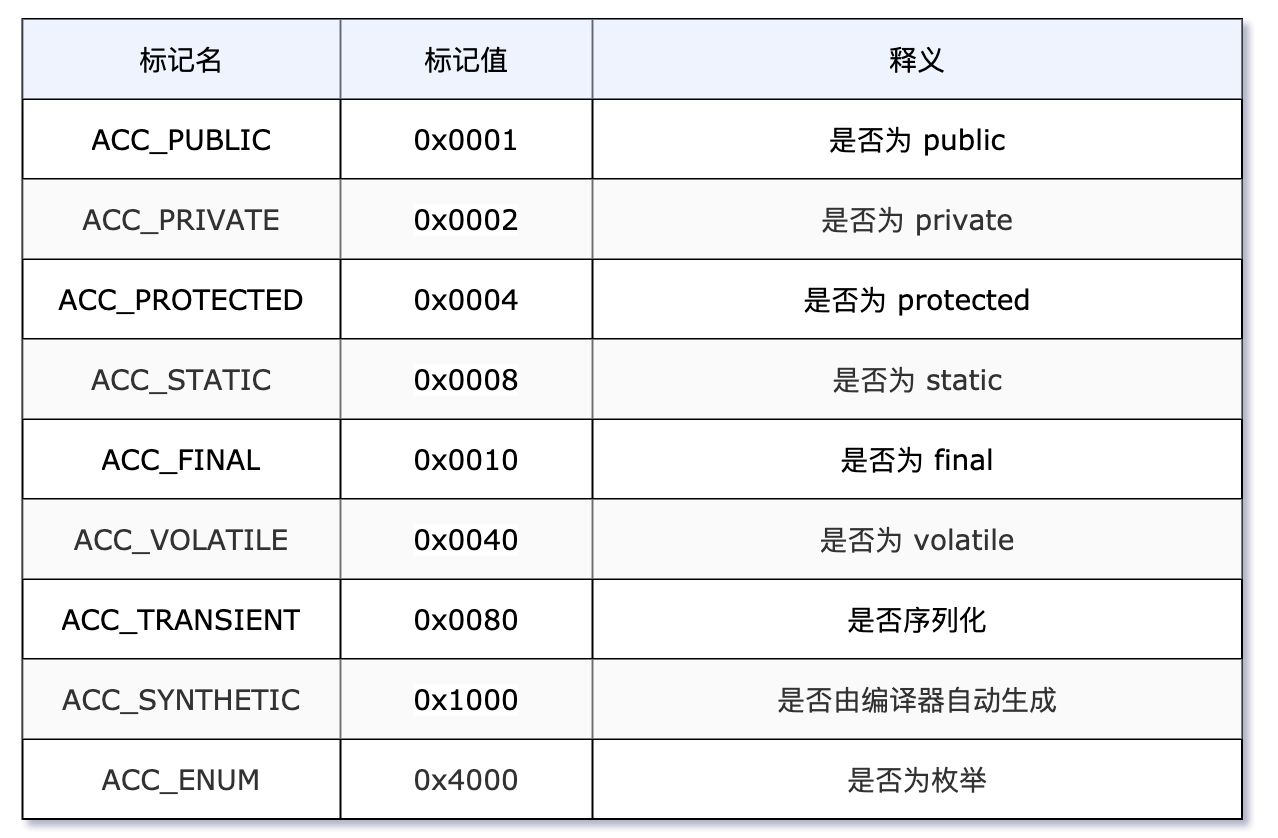 标记名 标记值 释义
ACC_PUBLIC 0x0001 是否为 public
ACC_PRIVATE 0x0002 是否为 private
ACC_PROTECTED 0x0004 是否为 protected
ACC_STATIC 0x0008 是否为 static
ACC_FINAL 0x0010 是否为 final
ACC_VOLATILE 0x0040 是否为 volatile
ACC_TRANSIENT 0x0080 是否序列化
ACC_SYNTHETIC 0x1000 是否由编译器自动生成
ACC_ENUM 0x4000 是否为枚举